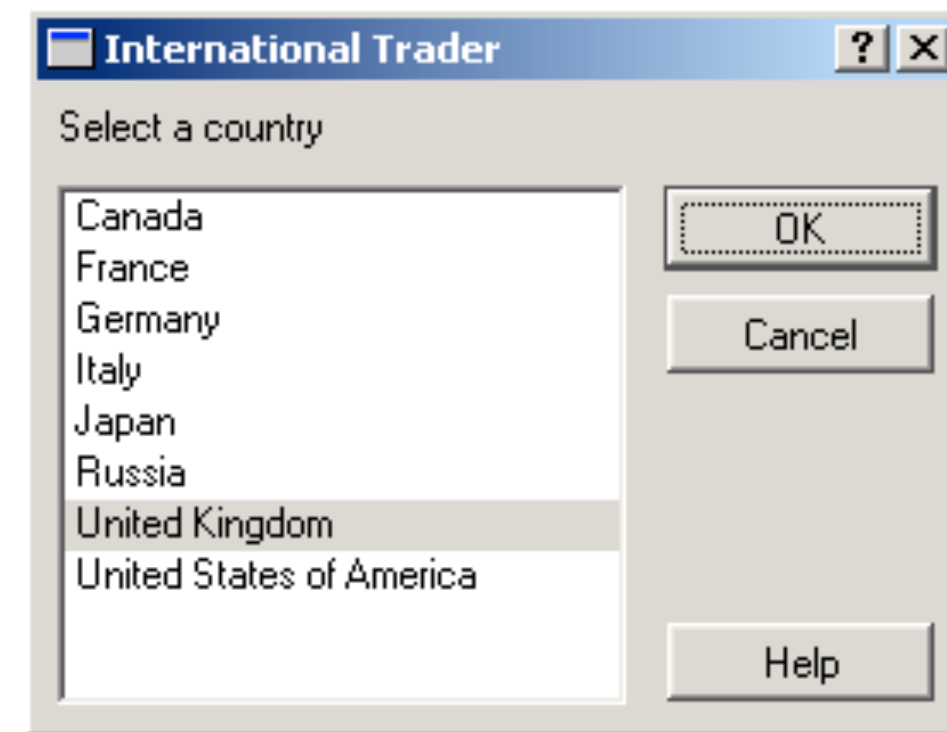 International Trader
Select a country
Canada
France
Germany
Italy
Japan
Russia
United Kingdom
United States of America
OK
Cancel
Help